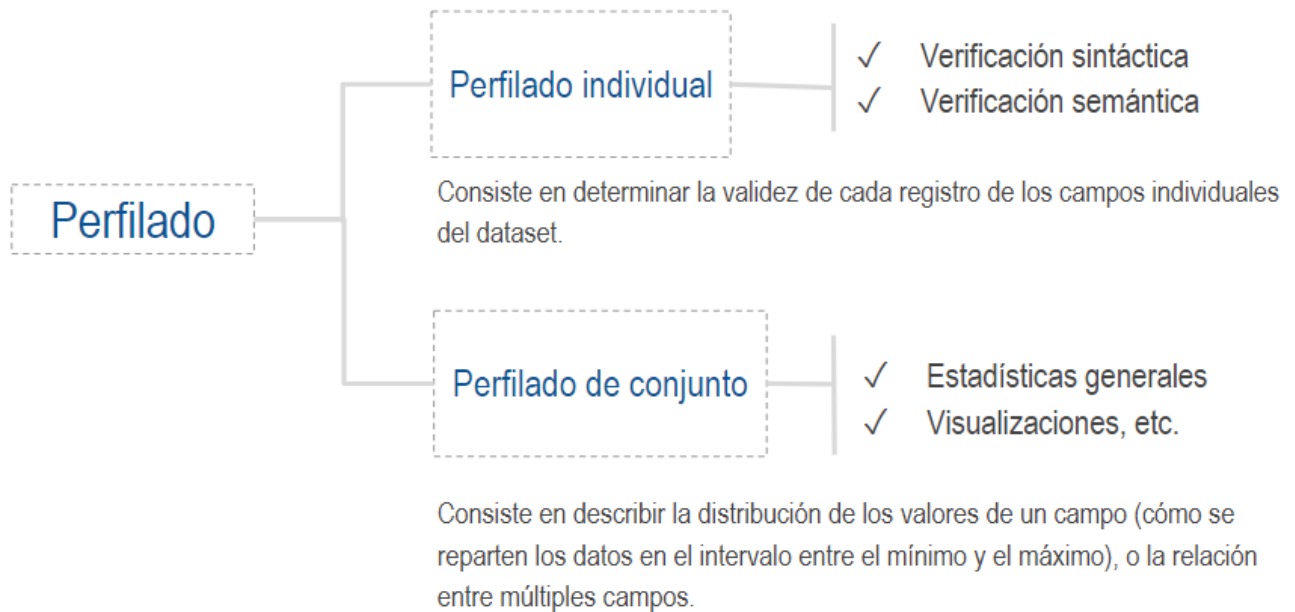 Perfilado
Perfilado individual
✓ Verificación sintáctica
✓ Verificación semántica
Consiste en determinar la validez de cada registro de los campos individuales
del dataset.
Perfilado de conjunto
✓ Estadísticas generales
✓ Visualizaciones, etc.
Consiste en describir la distribución de los valores de un campo (cómo se
reparten los datos en el intervalo entre el mínimo y el máximo), o la relación
entre múltiples campos.